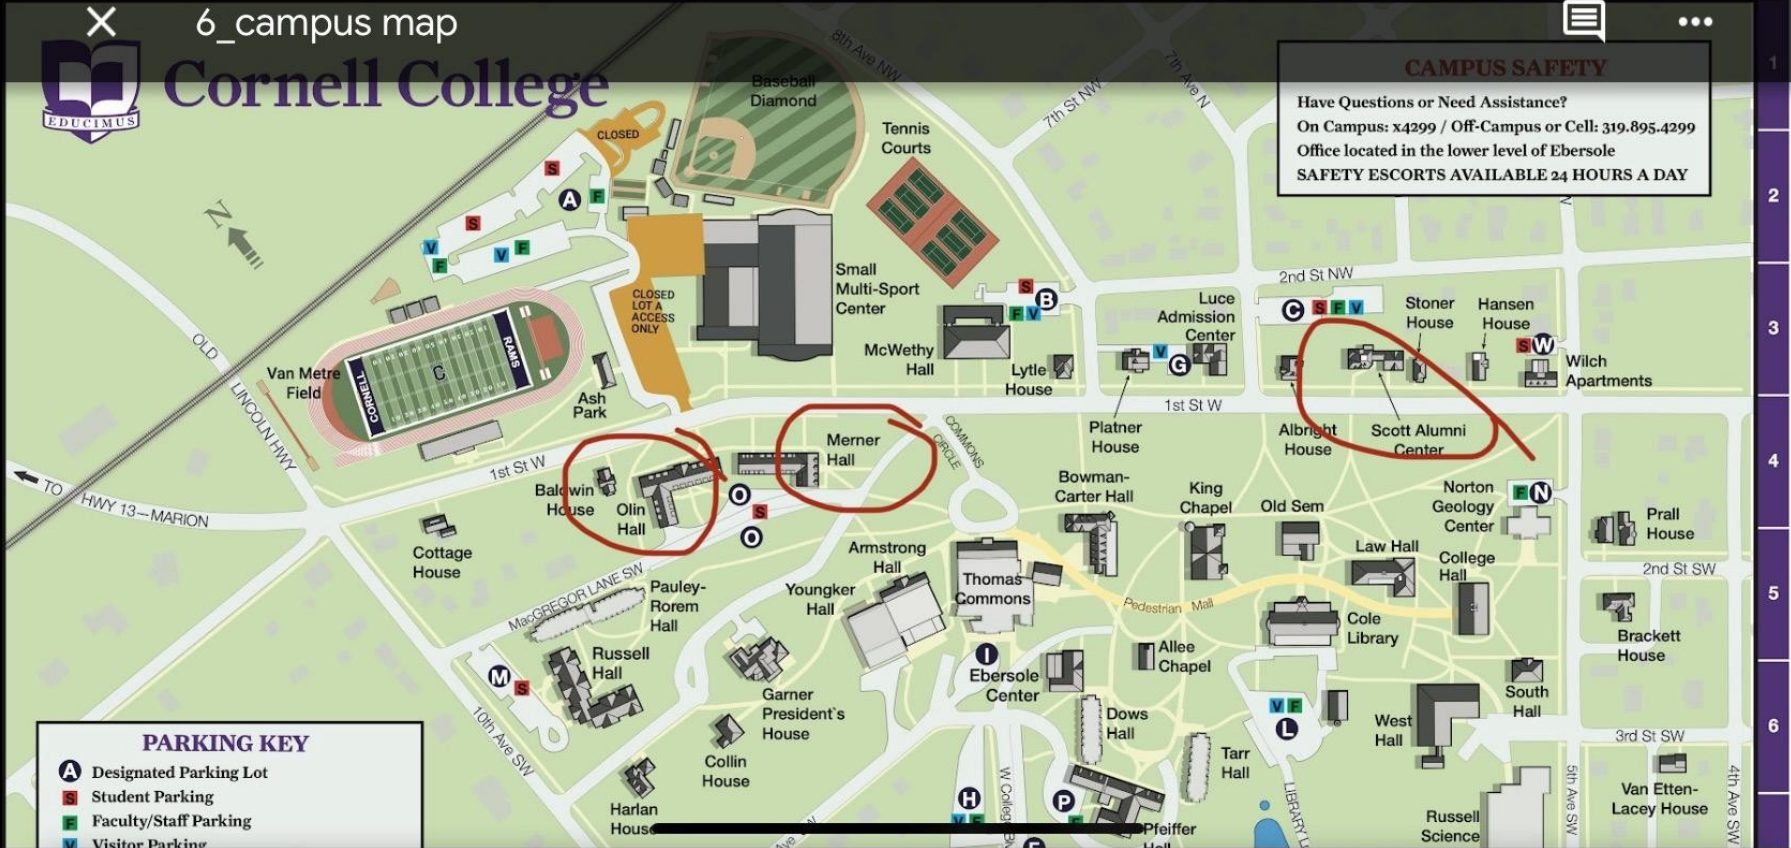 6_campus map
Cornell College
EDUCIMUS
CAMPUS SAFETY
Have Questions or Need Assistance?
On Campus: x4299 / Off-Campus or Cell: 319.895.4299
Office located in the lower level of Ebersole
SAFETY ESCORTS AVAILABLE 24 HOURS A DAY
1
2
3
4
5
6
8th Ave NW
7th St NW
7th Ave N
N
Baseball
Diamond
Tennis
Courts
CLOSED
S
A
F
S
V
F
V
F
N
CLOSED
LOT A
ACCESS
ONLY
Small
Multi-Sport
Center
S
B
F
V
McWethy
Hall
Lytle
House
2nd St NW
Luce
Admission
Center
V
G
Platner
House
C
S
F
V
Stoner
House
Hansen
House
S
W
Wilch
Apartments
Albright
House
Scott Alumni
Center
1st St W
OLD
LINCOLN HWY
Van Metre
Field
CORNELL
C
RAMS
Ash
Park
1st St W
TO HWY 13—MARION
Baldwin
House
Olin
Hall
Merner
Hall
O
S
O
COMMONS
CIRCLE
Cottage
House
MacGREGOR LANE SW
Pauley-
Rorem
Hall
Russell
Hall
M
S
10th Ave SW
Youngker
Hall
Armstrong
Hall
Thomas
Commons
Bowman-
Carter Hall
King
Chapel
Old Sem
Norton
Geology
Center
F
N
Law Hall
College
Hall
Prall
House
2nd St SW
Pedestrian Mall
Cole
Library
Brackett
House
Allee
Chapel
I
Ebersole
Center
Garner
President`s
House
Collin
House
Harlan
House
Dows
Hall
Tarr
Hall
V
F
L
West
Hall
South
Hall
3rd St SW
Van Etten-
Lacey House
5th Ave SW
4th Ave SW
Russell
Science
H
V
F
P
F
Pfeiffer
Hall
PARKING KEY
A Designated Parking Lot
S Student Parking
F Faculty/Staff Parking
V Visitor Parking